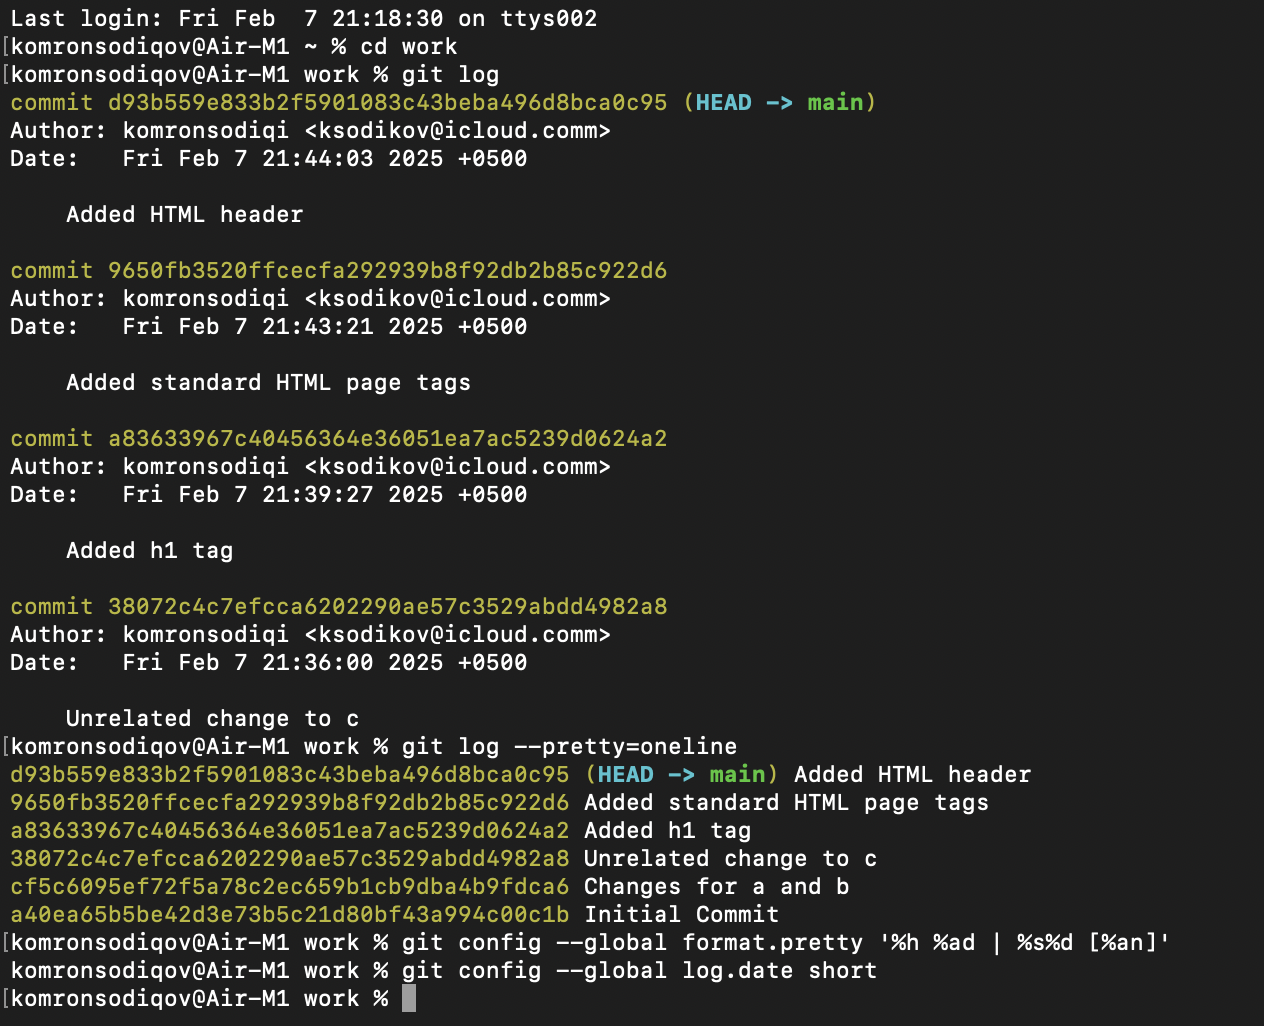 Last login: Fri Feb  7 21:18:30 on ttys002
[komronsodiqov@Air-M1 ~ % cd work
[komronsodiqov@Air-M1 work % git log
commit d93b559e833b2f5901083c43beba496d8bca0c95 (HEAD -> main)
Author: komronsodiqi <ksodikov@icloud.comm>
Date:   Fri Feb 7 21:44:03 2025 +0500
    Added HTML header
commit 9650fb3520ffcecfa292939b8f92db2b85c922d6
Author: komronsodiqi <ksodikov@icloud.comm>
Date:   Fri Feb 7 21:43:21 2025 +0500
    Added standard HTML page tags
commit a83633967c40456364e36051ea7ac5239d0624a2
Author: komronsodiqi <ksodikov@icloud.comm>
Date:   Fri Feb 7 21:39:27 2025 +0500
    Added h1 tag
commit 38072c4c7efcca6202290ae57c3529abdd4982a8
Author: komronsodiqi <ksodikov@icloud.comm>
Date:   Fri Feb 7 21:36:00 2025 +0500
    Unrelated change to c
[komronsodiqov@Air-M1 work % git log --pretty=oneline
d93b559e833b2f5901083c43beba496d8bca0c95 (HEAD -> main) Added HTML header
9650fb3520ffcecfa292939b8f92db2b85c922d6 Added standard HTML page tags
a83633967c40456364e36051ea7ac5239d0624a2 Added h1 tag
38072c4c7efcca6202290ae57c3529abdd4982a8 Unrelated change to c
cf5c6095ef72f5a78c2ec659b1cb9dba4b9fdca6 Changes for a and b
a40ea65b5be42d3e73b5c21d80bf43a994c00c1b Initial Commit
[komronsodiqov@Air-M1 work % git config --global format.pretty '%h %ad | %s%d [%an]'
komronsodiqov@Air-M1 work % git config --global log.date short
[komronsodiqov@Air-M1 work %